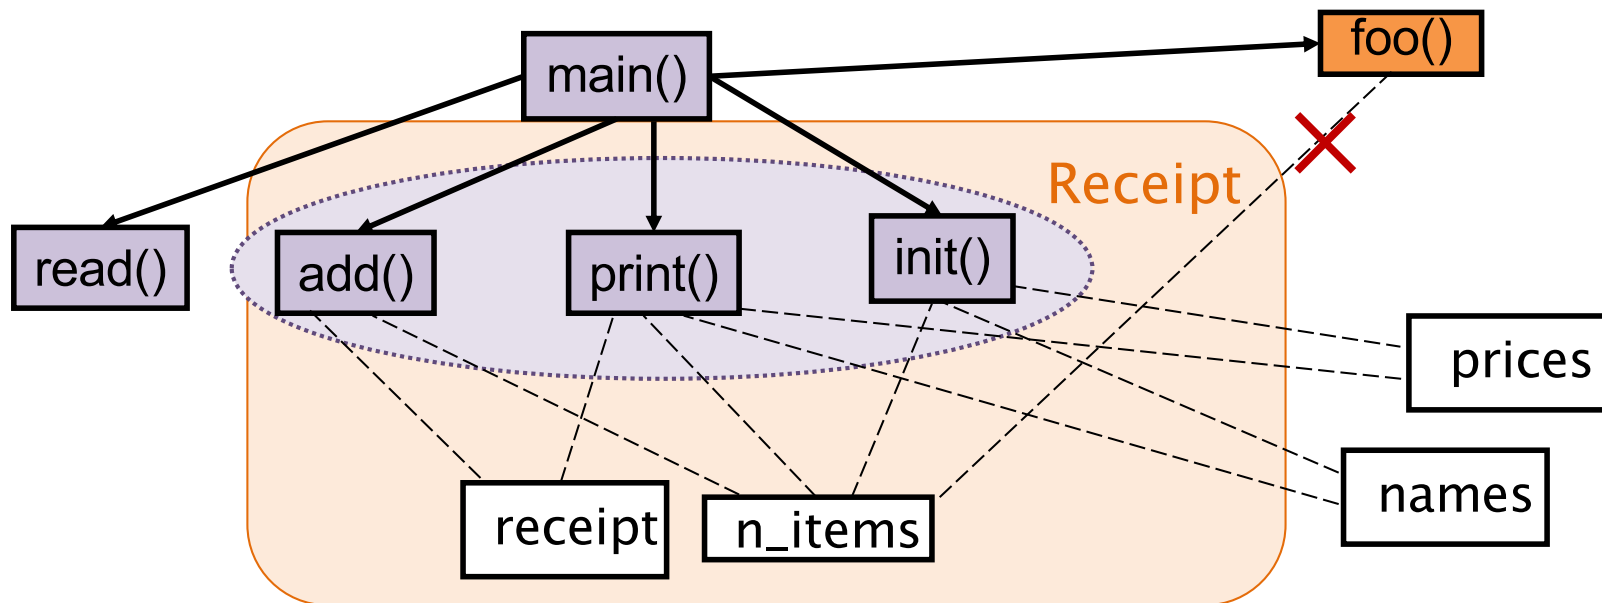 foo()
main()
Receipt
read()
add()
print()
init()
prices
names
receipt
n_items